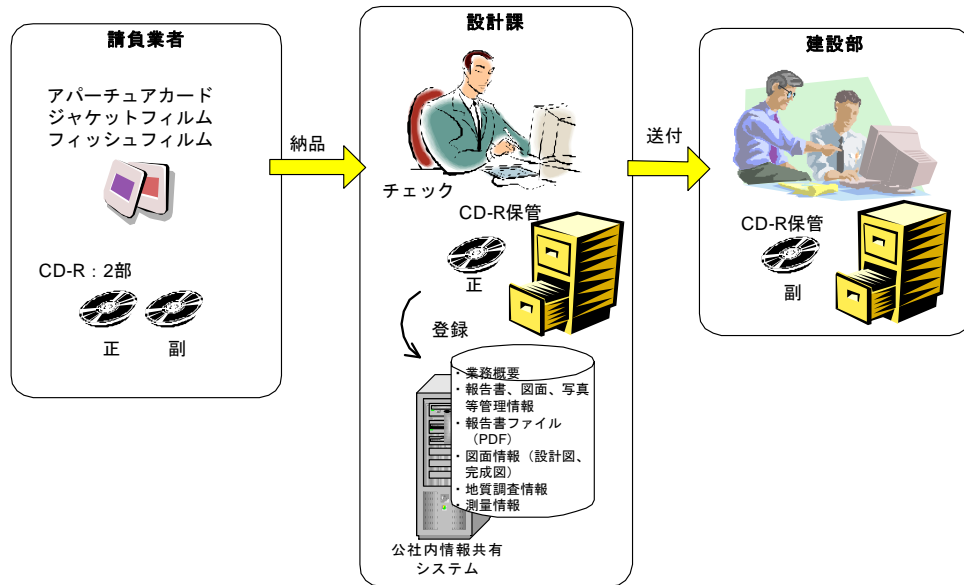 請負業者
アパーチュアカード
ジャケットフィルム
フィッシュフィルム
CD-R：2部
正 副
納品
設計課
チェック
CD-R保管
正
登録
・業務概要
・報告書、図面、写真
等管理情報
・報告書ファイル
（PDF）
・図面情報（設計図、
完成図）
・地質調査情報
・測量情報
公社内情報共有
システム
送付
建設部
CD-R保管
副